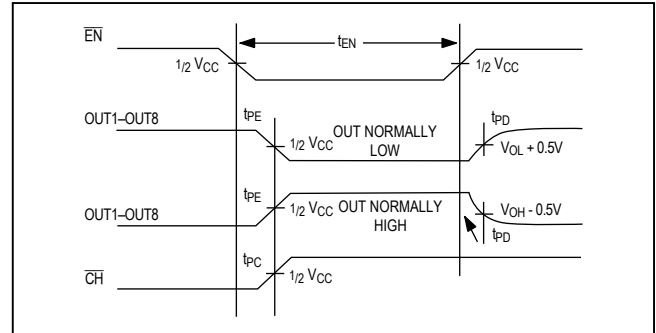 EN
tEN
1/2 VCC
1/2 VCC
OUT1–OUT8
tPE
1/2 VCC
OUT NORMALLY
LOW
tPD
VOL + 0.5V
OUT1–OUT8
tPE
1/2 VCC
OUT NORMALLY
HIGH
VOH - 0.5V
tPD
CH
tPC
1/2 VCC